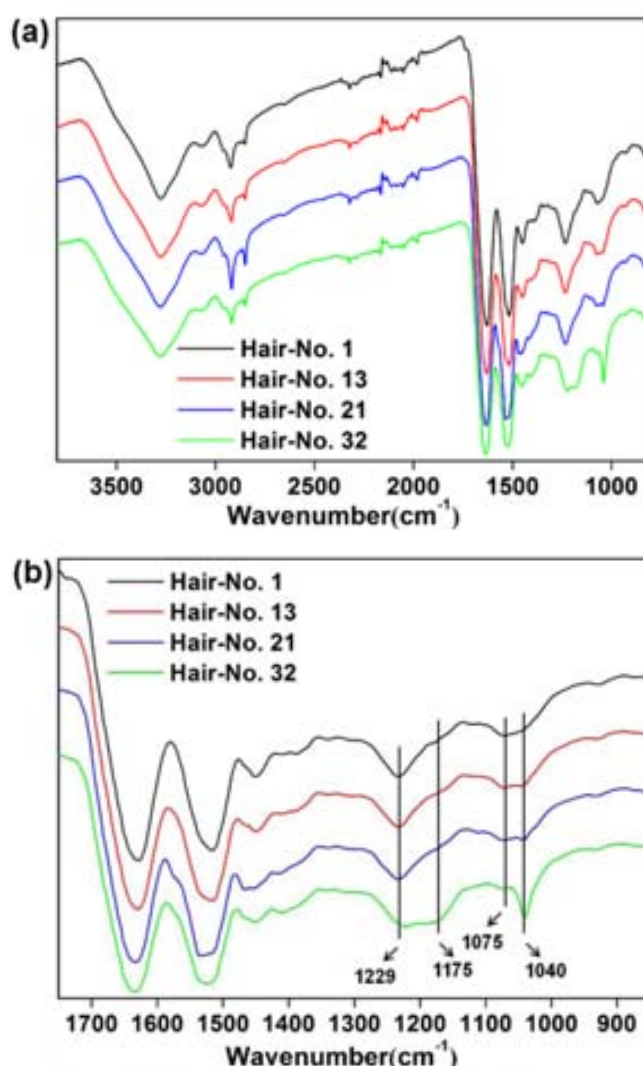 (a)
Hair-No. 1
Hair-No. 13
Hair-No. 21
Hair-No. 32
3500 3000 2500 2000 1500 1000
Wavenumber(cm-1)
(b)
Hair-No. 1
Hair-No. 13
Hair-No. 21
Hair-No. 32
1229 1175 1075 1040
1700 1600 1500 1400 1300 1200 1100 1000 900
Wavenumber(cm-1)